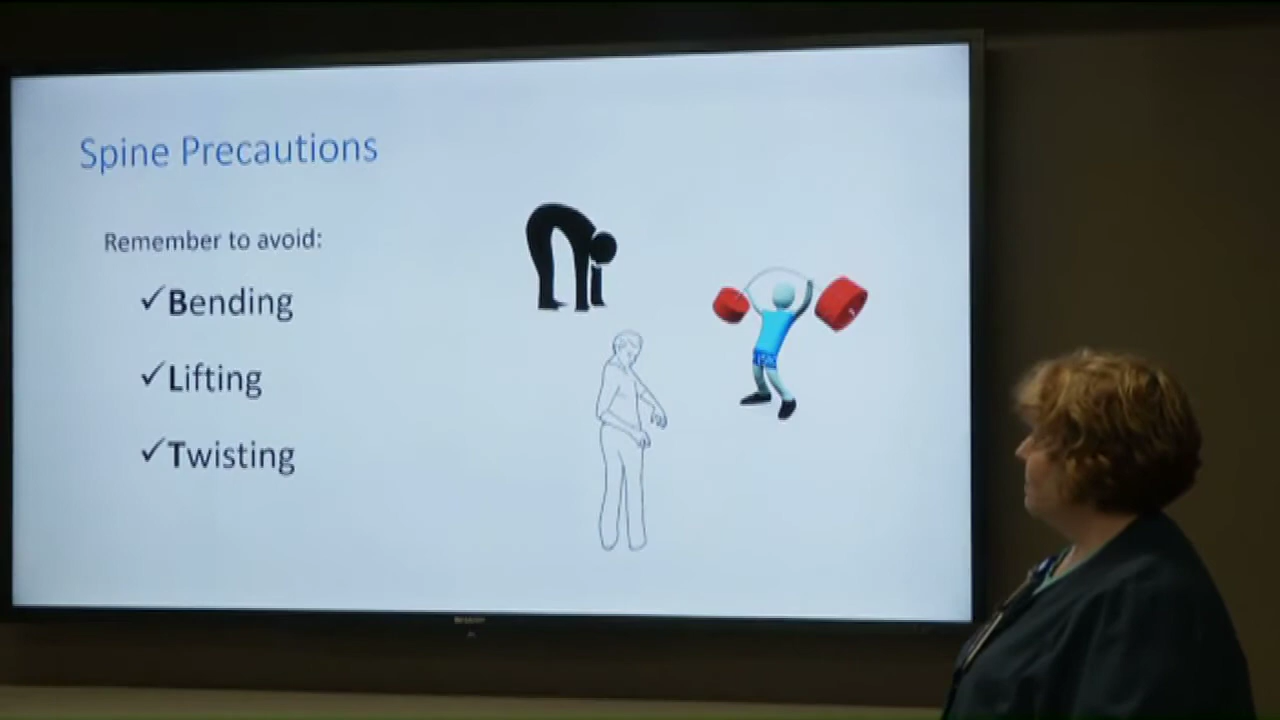 Spine Precautions
Remember to avoid:
✓Bending
✓Lifting
✓Twisting